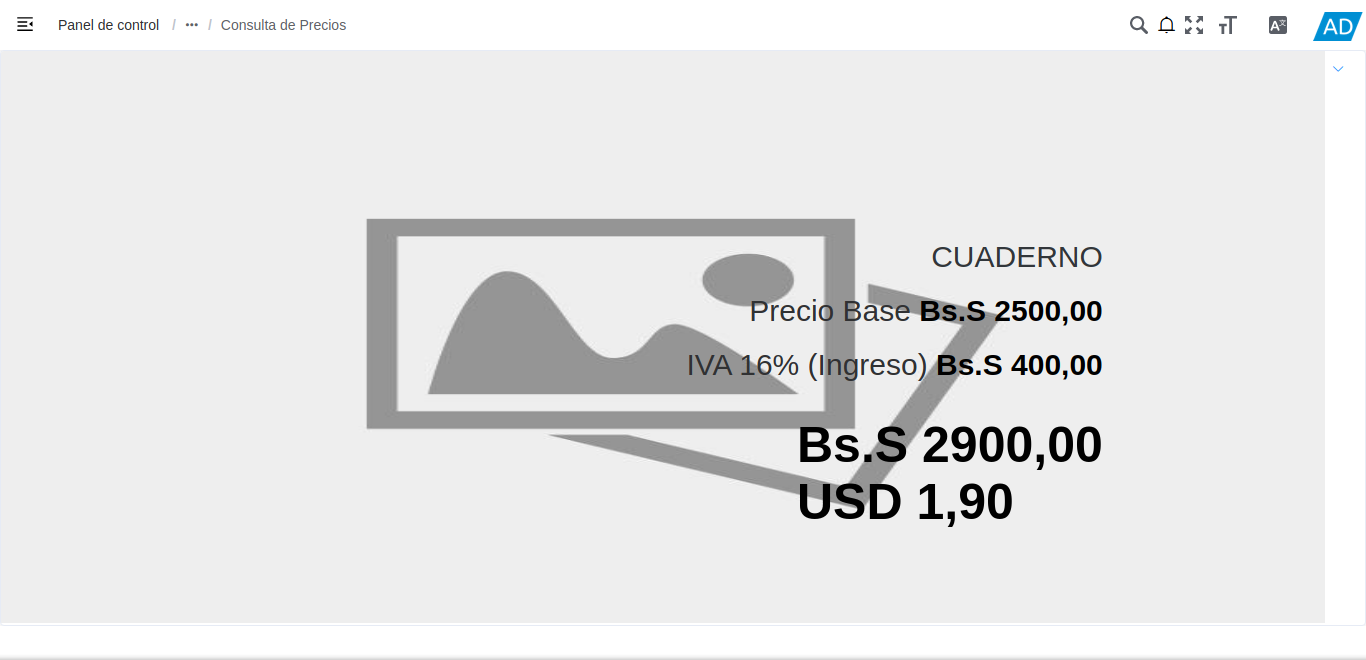 Panel de control / ••• / Consulta de Precios
AD
CUADERNO
Precio Base Bs.S 2500,00
IVA 16% (Ingreso) Bs.S 400,00
Bs.S 2900,00
USD 1,90